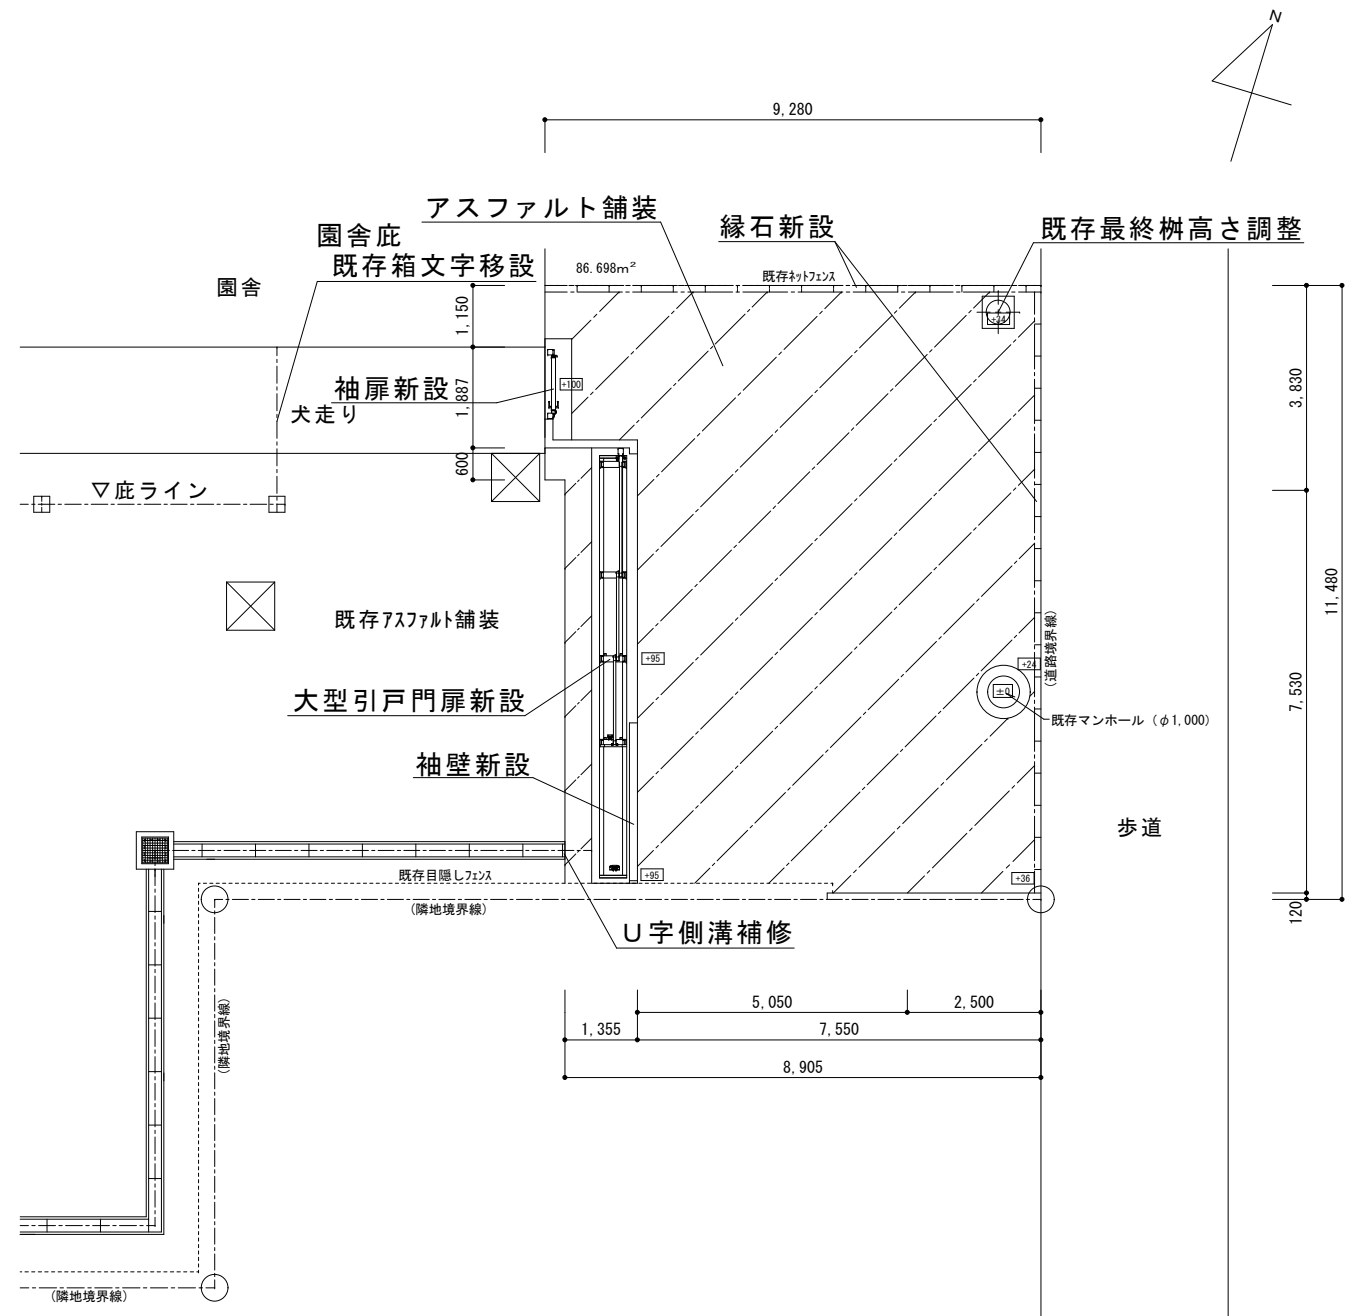 N
9,280
アスファルト舗装
縁石新設
既存最終桝高さ調整
園舎庇
既存箱文字移設
園舎
86.698m²
既存ネットフェンス
1,150
+24
3,830
袖扉新設
+100
1,887
犬走り
600
▽庇ライン
11,480
既存アスファルト舗装
(道路境界線)
+95
+24
大型引戸門扉新設
±0
7,530
既存マンホール（φ1,000）
袖壁新設
歩道
既存目隠しフェンス
+95
+36
(隣地境界線)
120
U字側溝補修
5,050
2,500
(隣地境界線)
1,355
7,550
8,905
(隣地境界線)